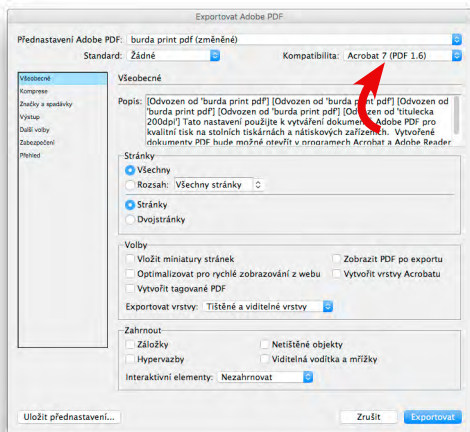 Exportovat Adobe PDF
Přednastavení Adobe PDF: burda print pdf (změněné)
Standard: Žádné Kompatibilita: Acrobat 7 (PDF 1.6)
Všeobecné
Komprese
Značky a spadávky
Výstup
Další volby
Zabezpečení
Přehled
Všeobecné
Popis: [Odvozen od 'burda print pdf'] [Odvozen od 'burda print pdf'] [Odvozen od
'burda print pdf'] [Odvozen od 'burda print pdf'] [Odvozen od 'titulecka
200dpi'] Tato nastavení použijte k vytváření dokumentů Adobe PDF pro
kvalitní tisk na stolních tiskárnách a nátiskových zařízeních. Vytvořené
dokumenty PDF bude možné otevřít v programech Acrobat a Adobe Reader
Stránky
Všechny
Rozsah: Všechny stránky
Stránky
Dvojstránky
Volby
Vložit miniatury stránek Zobrazit PDF po exportu
Optimalizovat pro rychlé zobrazování z webu Vytvořit vrstvy Acrobatu
Vytvořit tagované PDF
Exportovat vrstvy: Tištěné a viditelné vrstvy
Zahrnout
Záložky Netištěné objekty
Hypervazby Viditelná vodítka a mřížky
Interaktivní elementy: Nezahrnovat
Uložit přednastavení... Zrušit Exportovat